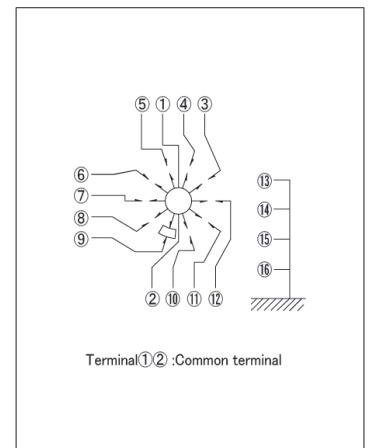 ⑤ ① ④ ③
⑥
⑦
⑧
⑨
② ⑩ ⑪ ⑫
⑬
⑭
⑮
⑯
Terminal①② :Common terminal